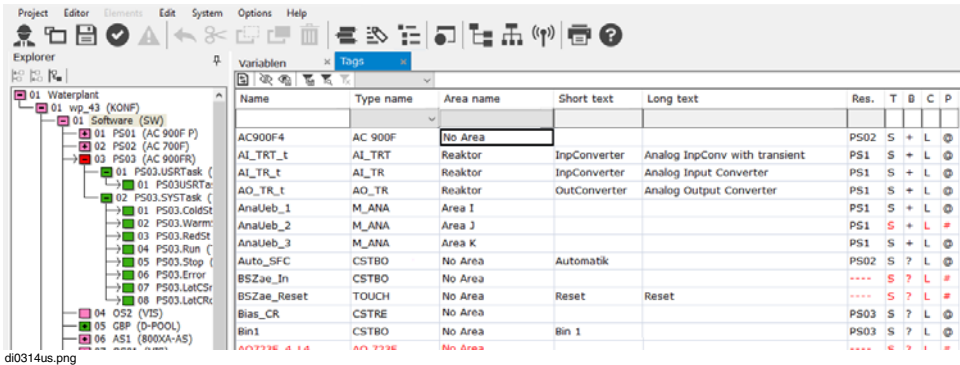 Project Editor Elements Edit System Options Help
Explorer
01 Waterplant
01 wp_43 (KONF)
01 Software (SW)
01 PS01 (AC 900F P)
02 PS02 (AC 700F)
03 PS03 (AC 900FR)
01 PS03.USRTask (
01 PS03USRTa:
02 PS03.SYSTask (
01 PS03.ColdSt
02 PS03.Warm:
03 PS03.RedSt
04 PS03.Run (
05 PS03.Stop (
06 PS03.Error
07 PS03.LatCSr
08 PS03.LatCRc
04 OS2 (VIS)
05 GBP (D-POOL)
06 AS1 (800XA-AS)
Variablen × Tags ×
Name Type name Area name Short text Long text Res. T B C P
AC900F4 AC 900F No Area PS02 S + L @
AI_TRT_t AI_TRT Reaktor InpConverter Analog InpConv with transient PS1 S + L @
AI_TR_t AI_TR Reaktor InpConverter Analog Input Converter PS1 S + L @
AO_TR_t AO_TR Reaktor OutConverter Analog Output Converter PS1 S + L @
AnaUeb_1 M_ANA Area I PS1 S + L @
AnaUeb_2 M_ANA Area J PS1 S + L #
AnaUeb_3 M_ANA Area K PS1 S + L @
Auto_SFC CSTBO No Area Automatik PS02 S ? L @
BSZae_In CSTBO No Area ---- S ? L #
BSZae_Reset TOUCH No Area Reset Reset ---- S ? L #
Bias_CR CSTRE No Area PS03 S ? L @
Bin1 CSTBO No Area Bin 1 PS03 S ? L @
No Area
di0314us.png